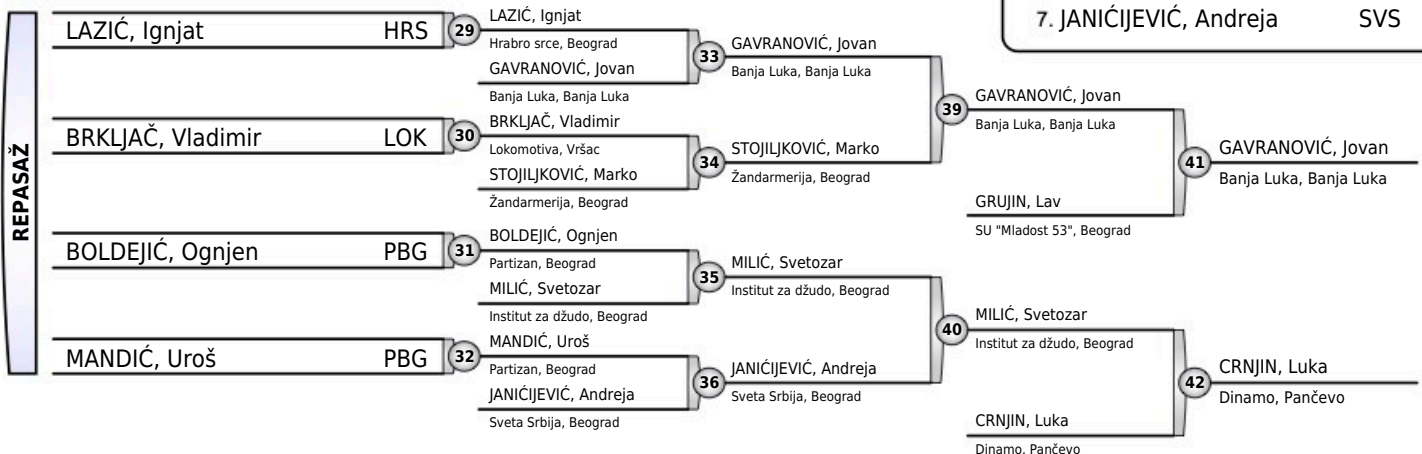 7. JANIĆIJEVIĆ, Andreja SVS
REPASAŽ
LAZIĆ, Ignjat HRS
BRKLJAČ, Vladimir LOK
BOLDEJIĆ, Ognjen PBG
MANDIĆ, Uroš PBG
29
LAZIĆ, Ignjat
Hrabro srce, Beograd
GAVRANOVIĆ, Jovan
Banja Luka, Banja Luka
30
BRKLJAČ, Vladimir
Lokomotiva, Vršac
STOJILJKOVIĆ, Marko
Žandarmerija, Beograd
31
BOLDEJIĆ, Ognjen
Partizan, Beograd
MILIĆ, Svetozar
Institut za džudo, Beograd
32
MANDIĆ, Uroš
Partizan, Beograd
JANIĆIJEVIĆ, Andreja
Sveta Srbija, Beograd
33
GAVRANOVIĆ, Jovan
Banja Luka, Banja Luka
34
STOJILJKOVIĆ, Marko
Žandarmerija, Beograd
35
MILIĆ, Svetozar
Institut za džudo, Beograd
36
JANIĆIJEVIĆ, Andreja
Sveta Srbija, Beograd
39
GAVRANOVIĆ, Jovan
Banja Luka, Banja Luka
GRUJIN, Lav
SU "Mladost 53", Beograd
40
MILIĆ, Svetozar
Institut za džudo, Beograd
CRNJIN, Luka
Dinamo, Pančevo
41
GAVRANOVIĆ, Jovan
Banja Luka, Banja Luka
42
CRNJIN, Luka
Dinamo, Pančevo